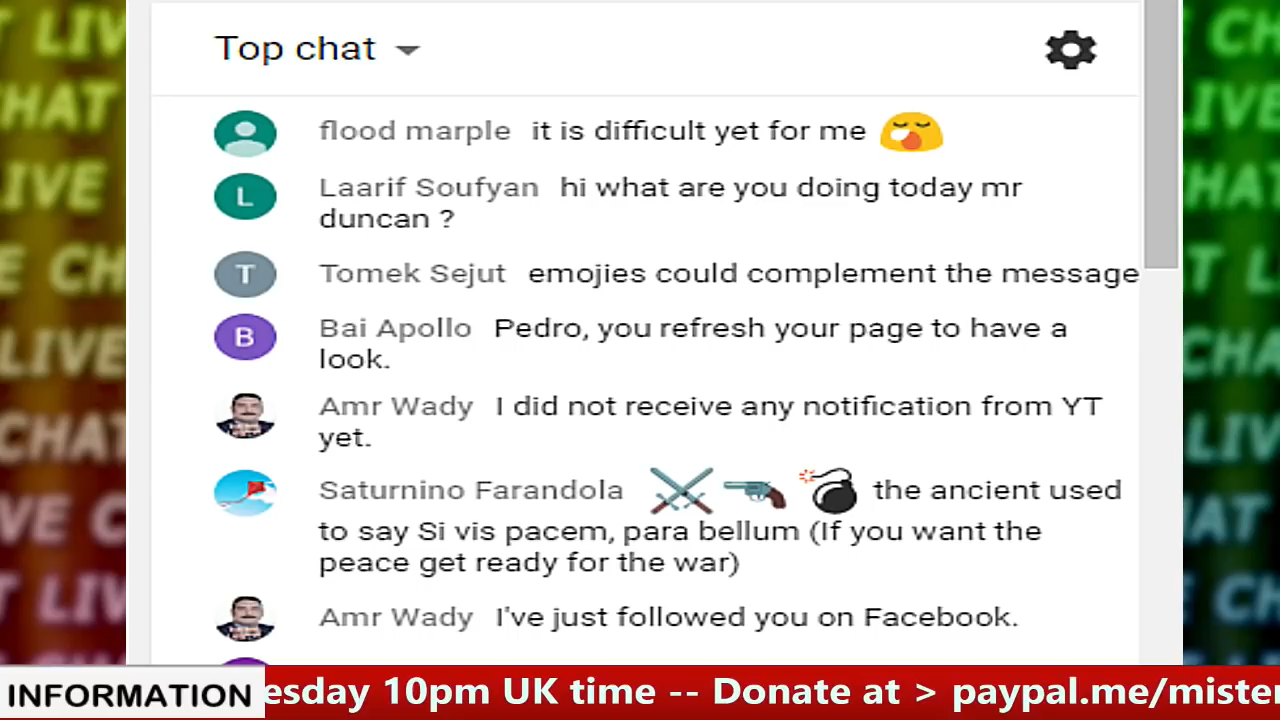 Top chat
flood marple it is difficult yet for me
L Laarif Soufyan hi what are you doing today mr
duncan ?
T Tomek Sejut emojies could complement the message
B Bai Apollo Pedro, you refresh your page to have a
look.
Amr Wady I did not receive any notification from YT
yet.
Saturnino Farandola the ancient used
to say Si vis pacem, para bellum (If you want the
peace get ready for the war)
Amr Wady I've just followed you on Facebook.
INFORMATION esday 10pm UK time -- Donate at > paypal.me/mister